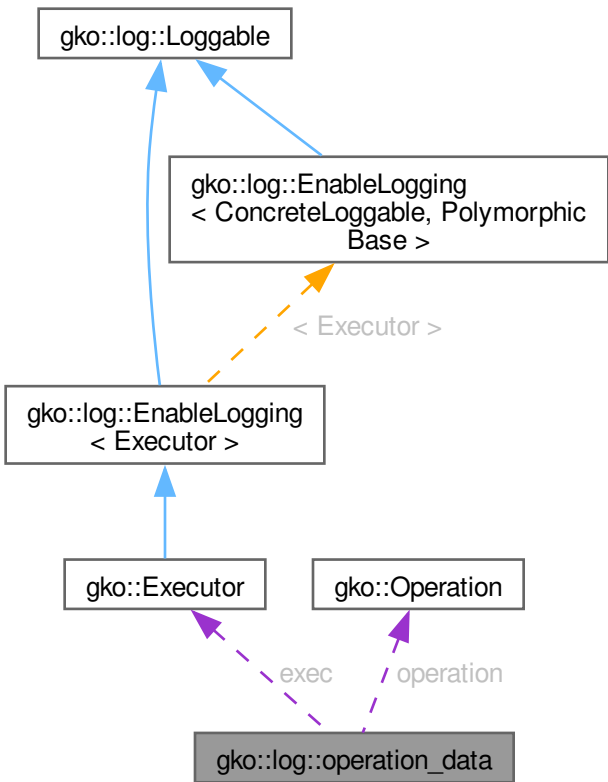 gko::log::Loggable
gko::log::EnableLogging
< ConcreteLoggable, Polymorphic
Base >
< Executor >
gko::log::EnableLogging
< Executor >
gko::Executor
gko::Operation
exec
operation
gko::log::operation_data